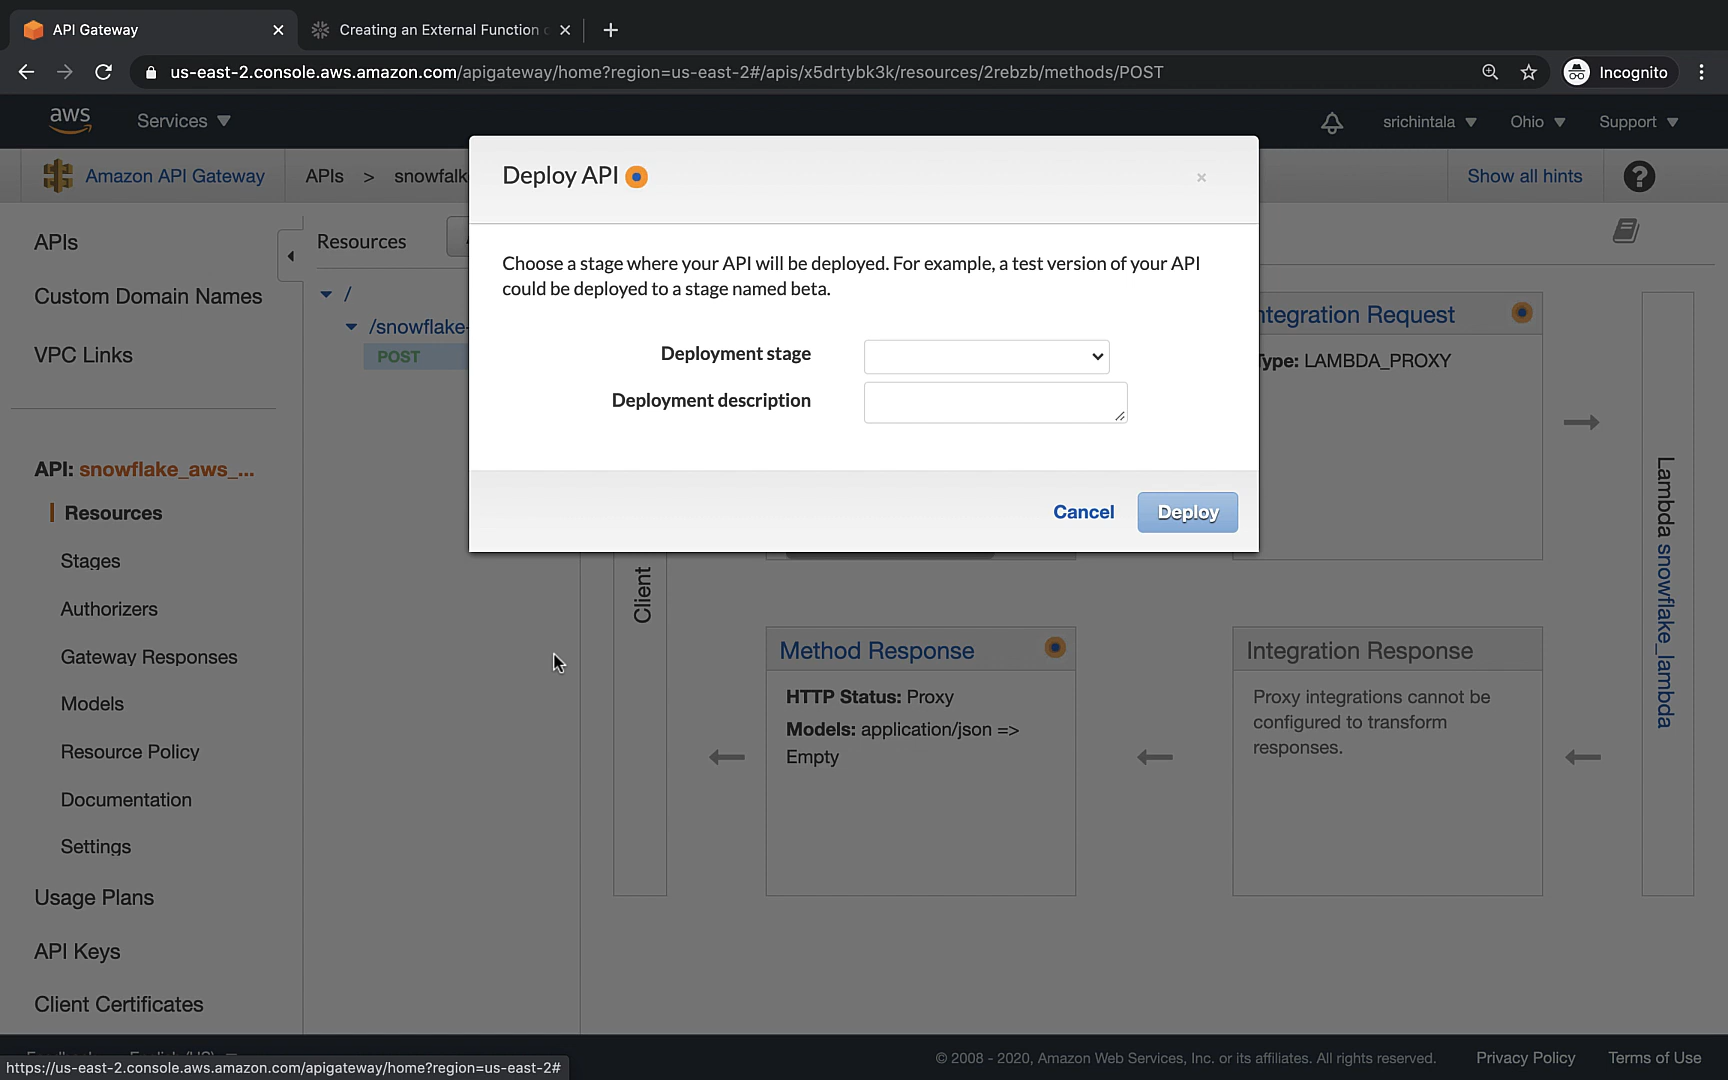 API Gateway
Creating an External Function
us-east-2.console.aws.amazon.com/apigateway/home?region=us-east-2#/apis/x5drtybk3k/resources/2rebzb/methods/POST
Incognito
aws
Services
srichintala
Ohio
Support
Amazon API Gateway
APIs > snowfalk
Show all hints
?
Deploy API
×
Choose a stage where your API will be deployed. For example, a test version of your API
could be deployed to a stage named beta.
Deployment stage
Deployment description
Cancel
Deploy
APIs
Custom Domain Names
VPC Links
API: snowflake_aws_...
Resources
Stages
Authorizers
Gateway Responses
Models
Resource Policy
Documentation
Settings
Usage Plans
API Keys
Client Certificates
Resources
/
/snowflake-
POST
Client
ntegration Request
ype: LAMBDA_PROXY
Method Response
HTTP Status: Proxy
Models: application/json =>
Empty
Integration Response
Proxy integrations cannot be
configured to transform
responses.
Lambda snowflake_lambda
© 2008 - 2020, Amazon Web Services, Inc. or its affiliates. All rights reserved.
Privacy Policy
Terms of Use
https://us-east-2.console.aws.amazon.com/apigateway/home?region=us-east-2#